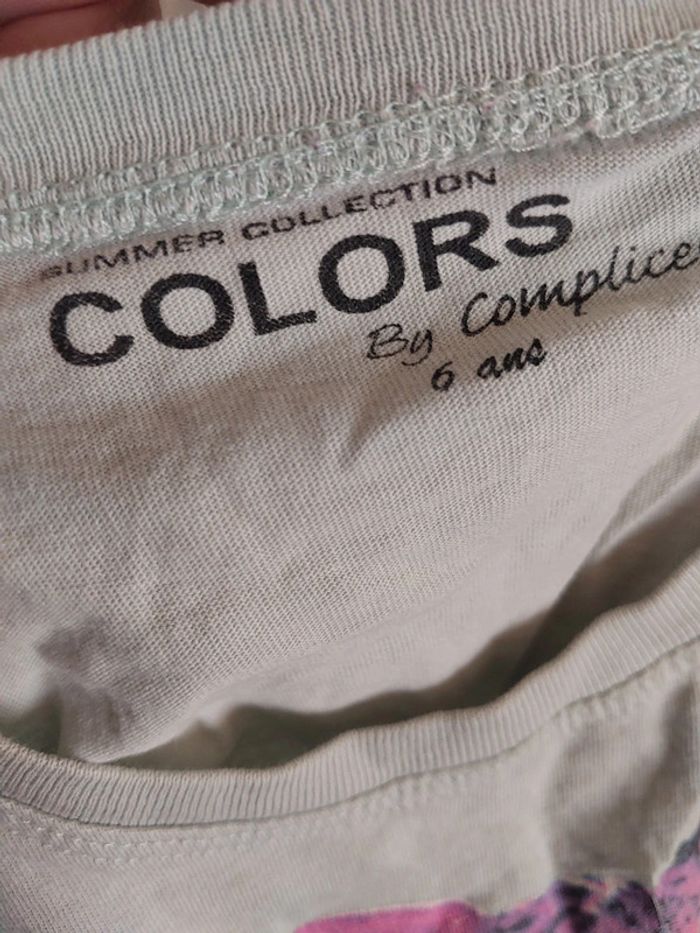 SUMMER COLLECTION
COLORS
By Complices
6 ans